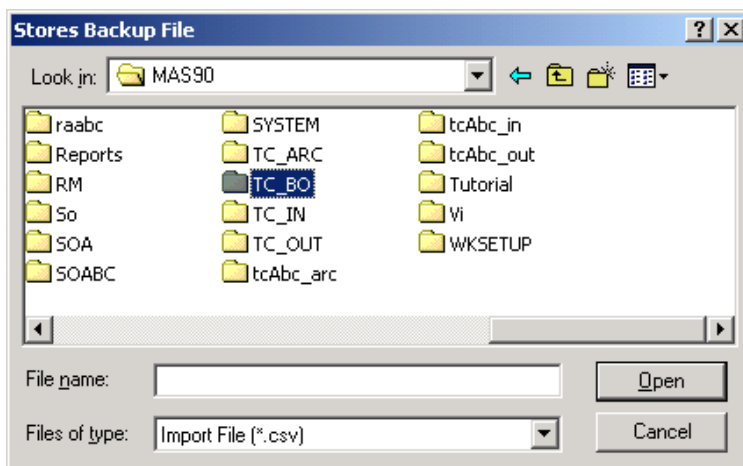 Stores Backup File
Look in: MAS90
raabc SYSTEM tcAbc_in
Reports TC_ARC tcAbc_out
RM TC_BO Tutorial
So TC_IN Vi
SOA TC_OUT WKSETUP
SOABC tcAbc_arc
File name: Open
Files of type: Import File (*.csv) Cancel